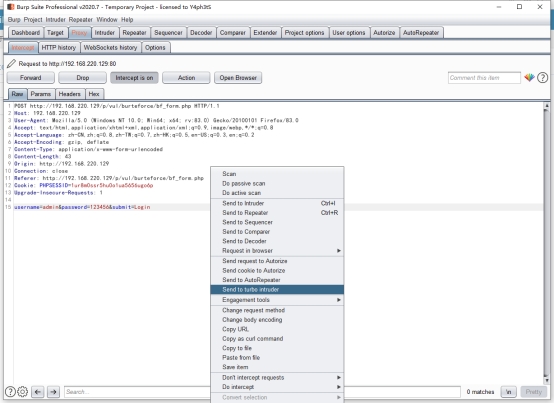 Burp Suite Professional v2020.7 - Temporary Project - licensed to Y4ph3tS
Burp Project Intruder Repeater Window Help
Dashboard Target Proxy Intruder Repeater Sequencer Decoder Comparer Extender Project options User options Autorize AutoRepeater
Intercept HTTP history WebSockets history Options
Request to http://192.168.220.129:80
Forward Drop Intercept is on Action Open Browser Comment this item
Raw Params Headers Hex
1 POST http://192.168.220.129/p/vul/burteforce/bf_form.php HTTP/1.1
2 Host: 192.168.220.129
3 User-Agent: Mozilla/5.0 (Windows NT 10.0; Win64; x64; rv:83.0) Gecko/20100101 Firefox/83.0
4 Accept: text/html,application/xhtml+xml,application/xml;q=0.9,image/webp,*/*;q=0.8
5 Accept-Language: zh-CN,zh;q=0.8,zh-TW;q=0.7,zh-HK;q=0.5,en-US;q=0.3,en;q=0.2
6 Accept-Encoding: gzip, deflate
7 Content-Type: application/x-www-form-urlencoded
8 Content-Length: 43
9 Origin: http://192.168.220.129
10 Connection: close
11 Referer: http://192.168.220.129/p/vul/burteforce/bf_form.php
12 Cookie: PHPSESSID=1ur8m0ssr5hu0olua5656ugo6p
13 Upgrade-Insecure-Requests: 1
14
15 username=admin&password=123456&submit=Login
Scan
Do passive scan
Do active scan
Send to Intruder Ctrl+I
Send to Repeater Ctrl+R
Send to Sequencer
Send to Comparer
Send to Decoder
Request in browser
Send request to Autorize
Send cookie to Autorize
Send to AutoRepeater
Send to turbo intruder
Engagement tools
Change request method
Change body encoding
Copy URL
Copy as curl command
Copy to file
Paste from file
Save item
Don't intercept requests
Do intercept
Convert selection
Search... 0 matches \n Pretty